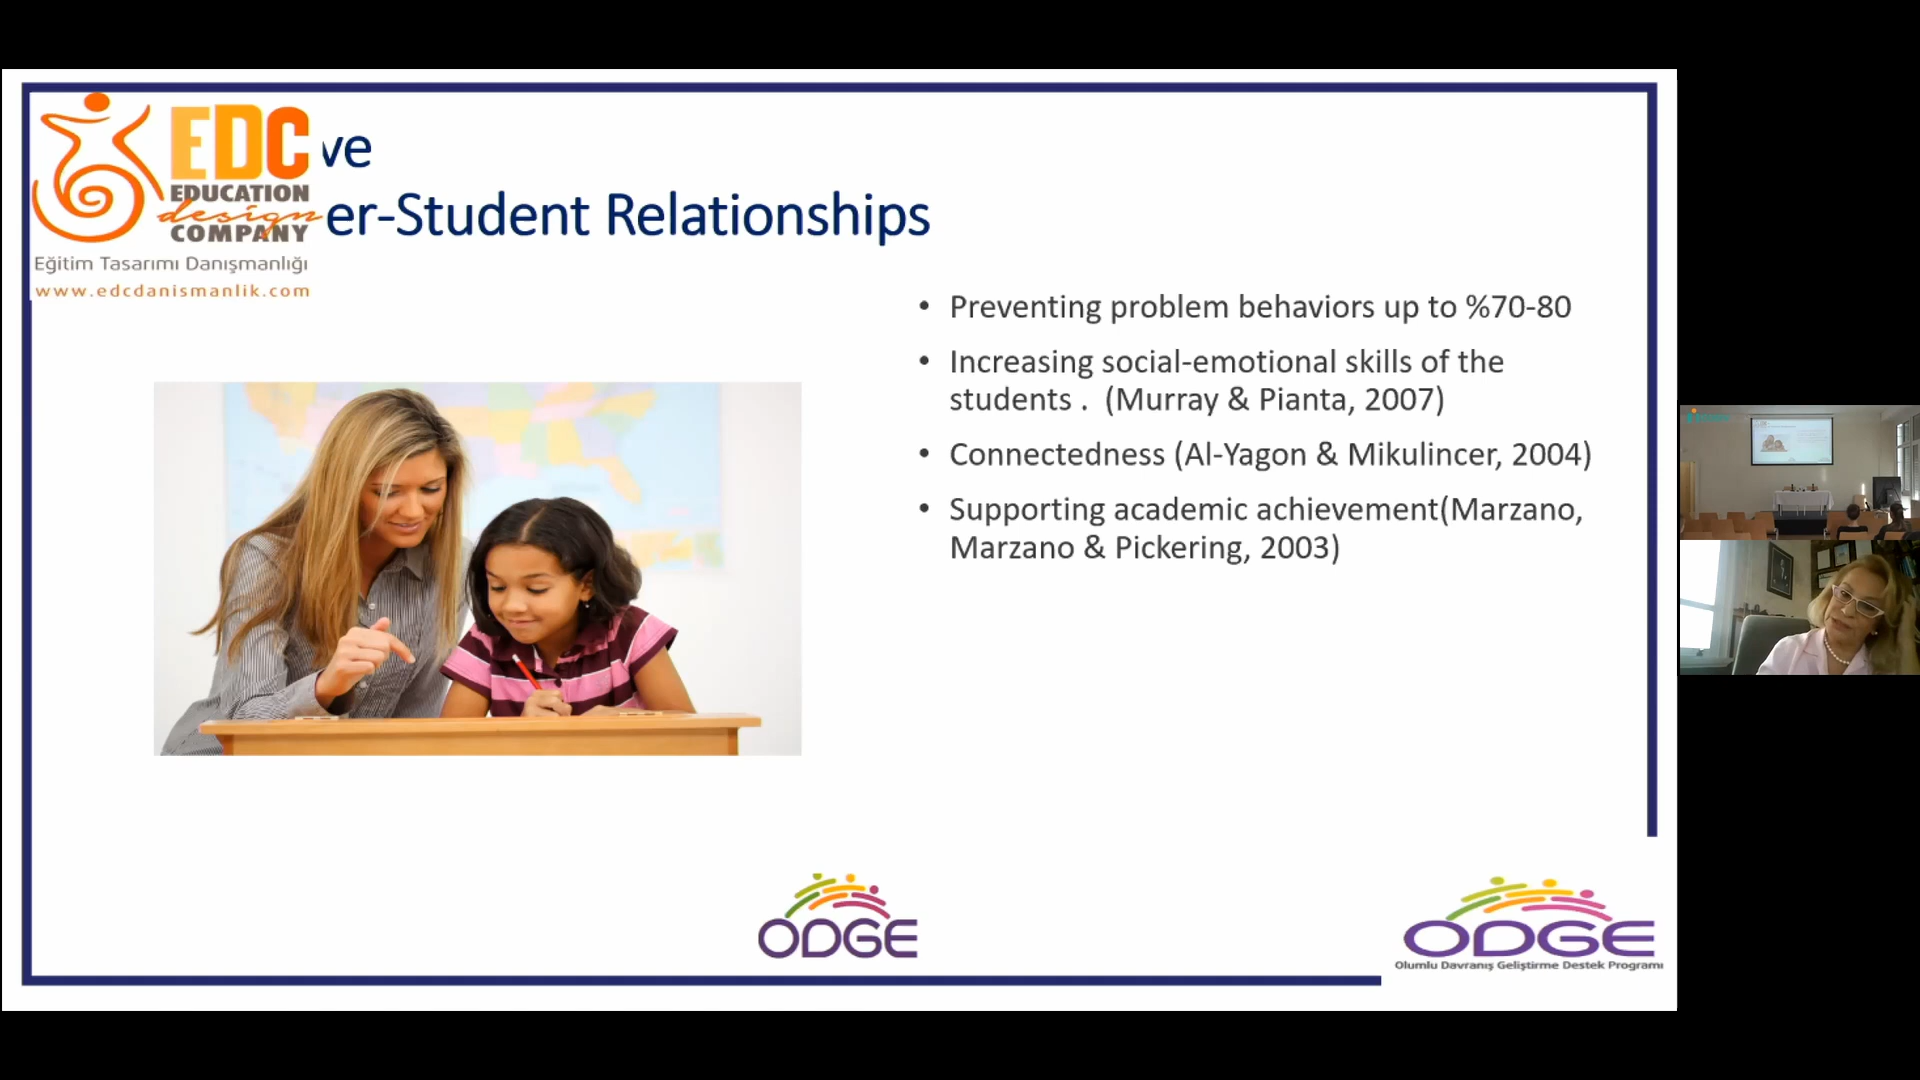 EDC
EDUCATION
design
COMPANY
Eğitim Tasarımı Danışmanlığı
www.edcdanismanlik.com
ve
er-Student Relationships
• Preventing problem behaviors up to %70-80
• Increasing social-emotional skills of the
students .  (Murray & Pianta, 2007)
• Connectedness (Al-Yagon & Mikulincer, 2004)
• Supporting academic achievement(Marzano,
Marzano & Pickering, 2003)
ODGE
ODGE
Olumlu Davranış Geliştirme Destek Programı